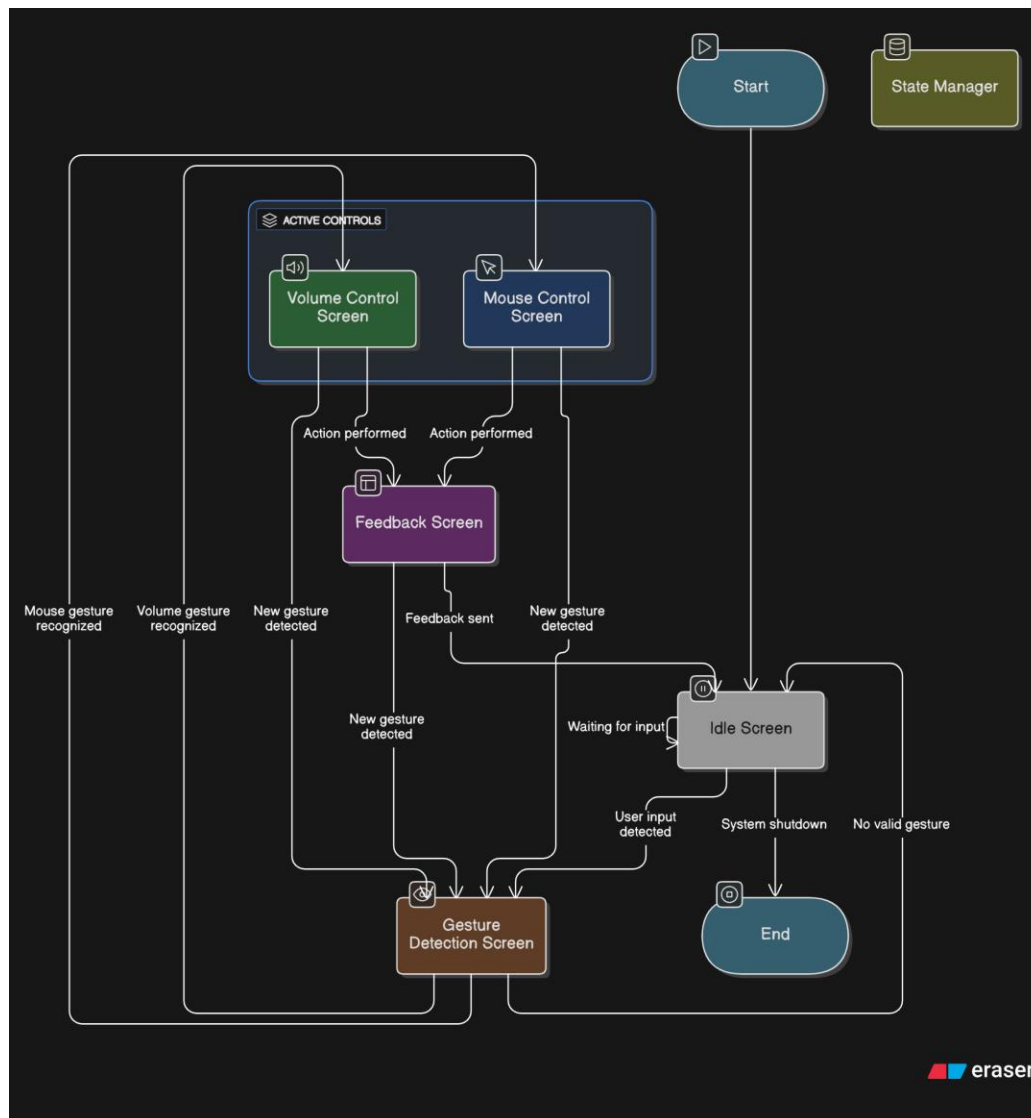 Start
State Manager
ACTIVE CONTROLS
Volume Control
Screen
Mouse Control
Screen
Action performed
Action performed
Feedback Screen
Mouse gesture
recognized
Volume gesture
recognized
New gesture
detected
Feedback sent
New gesture
detected
New gesture
detected
Waiting for input
Idle Screen
User input
detected
System shutdown
No valid gesture
Gesture
Detection Screen
End
eraser